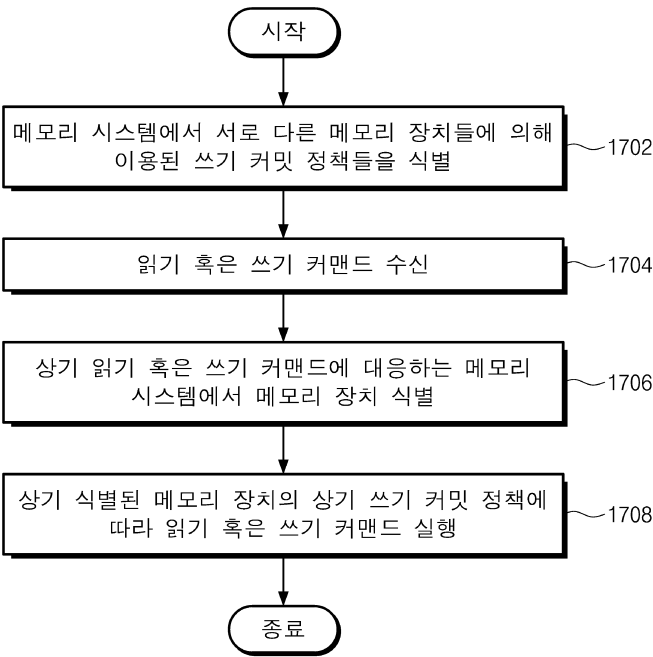 시작
메모리 시스템에서 서로 다른 메모리 장치들에 의해
이용된 쓰기 커밋 정책들을 식별
1702
읽기 혹은 쓰기 커맨드 수신
1704
상기 읽기 혹은 쓰기 커맨드에 대응하는 메모리
시스템에서 메모리 장치 식별
1706
상기 식별된 메모리 장치의 상기 쓰기 커밋 정책에
따라 읽기 혹은 쓰기 커맨드 실행
1708
종료